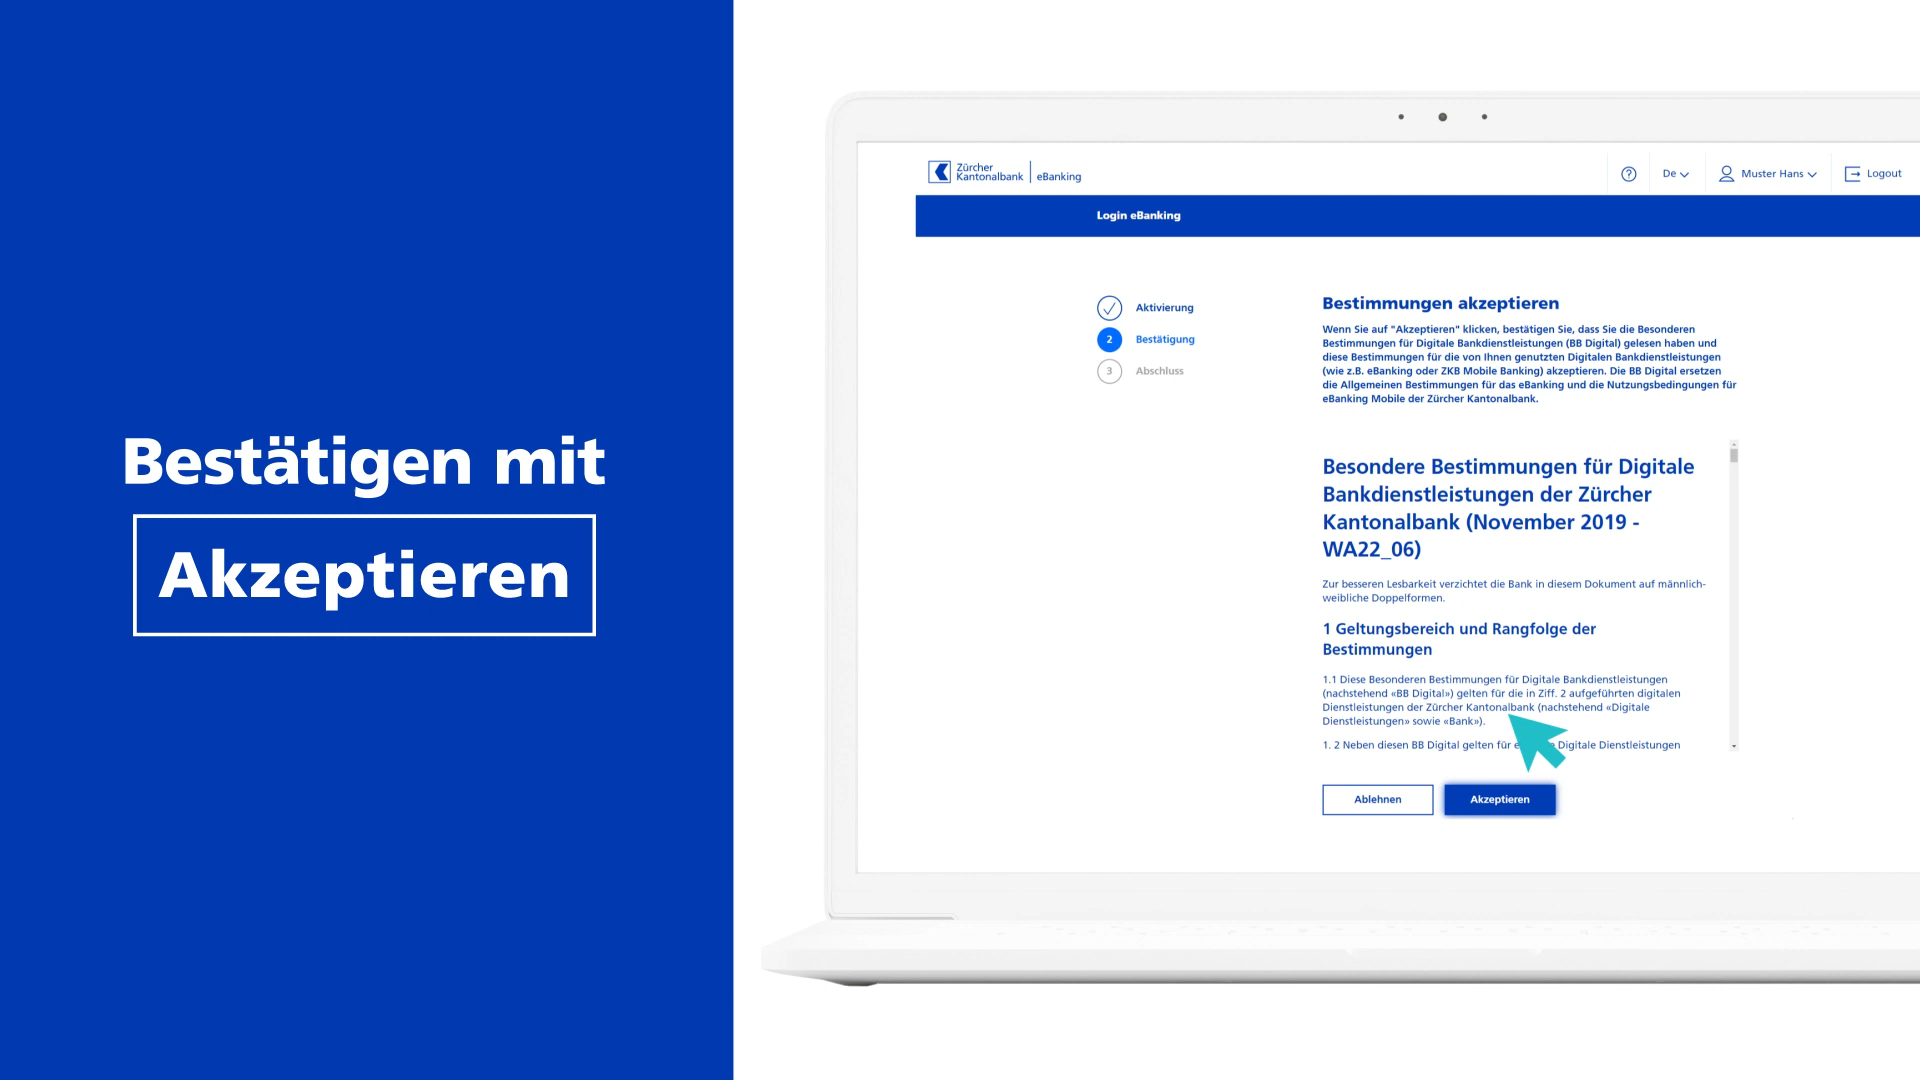 Bestätigen mit
Akzeptieren
Zürcher
Kantonalbank
eBanking
De
Muster Hans
Logout
Login eBanking
Aktivierung
2
Bestätigung
3
Abschluss
Bestimmungen akzeptieren
Wenn Sie auf "Akzeptieren" klicken, bestätigen Sie, dass Sie die Besonderen
Bestimmungen für Digitale Bankdienstleistungen (BB Digital) gelesen haben und
diese Bestimmungen für die von Ihnen genutzten Digitalen Bankdienstleistungen
(wie z.B. eBanking oder ZKB Mobile Banking) akzeptieren. Die BB Digital ersetzen
die Allgemeinen Bestimmungen für das eBanking und die Nutzungsbedingungen für
eBanking Mobile der Zürcher Kantonalbank.
Besondere Bestimmungen für Digitale
Bankdienstleistungen der Zürcher
Kantonalbank (November 2019 -
WA22_06)
Zur besseren Lesbarkeit verzichtet die Bank in diesem Dokument auf männlich-
weibliche Doppelformen.
1 Geltungsbereich und Rangfolge der
Bestimmungen
1.1 Diese Besonderen Bestimmungen für Digitale Bankdienstleistungen
(nachstehend «BB Digital») gelten für die in Ziff. 2 aufgeführten digitalen
Dienstleistungen der Zürcher Kantonalbank (nachstehend «Digitale
Dienstleistungen» sowie «Bank»).
1. 2 Neben diesen BB Digital gelten für Digitale Dienstleistungen
Ablehnen
Akzeptieren